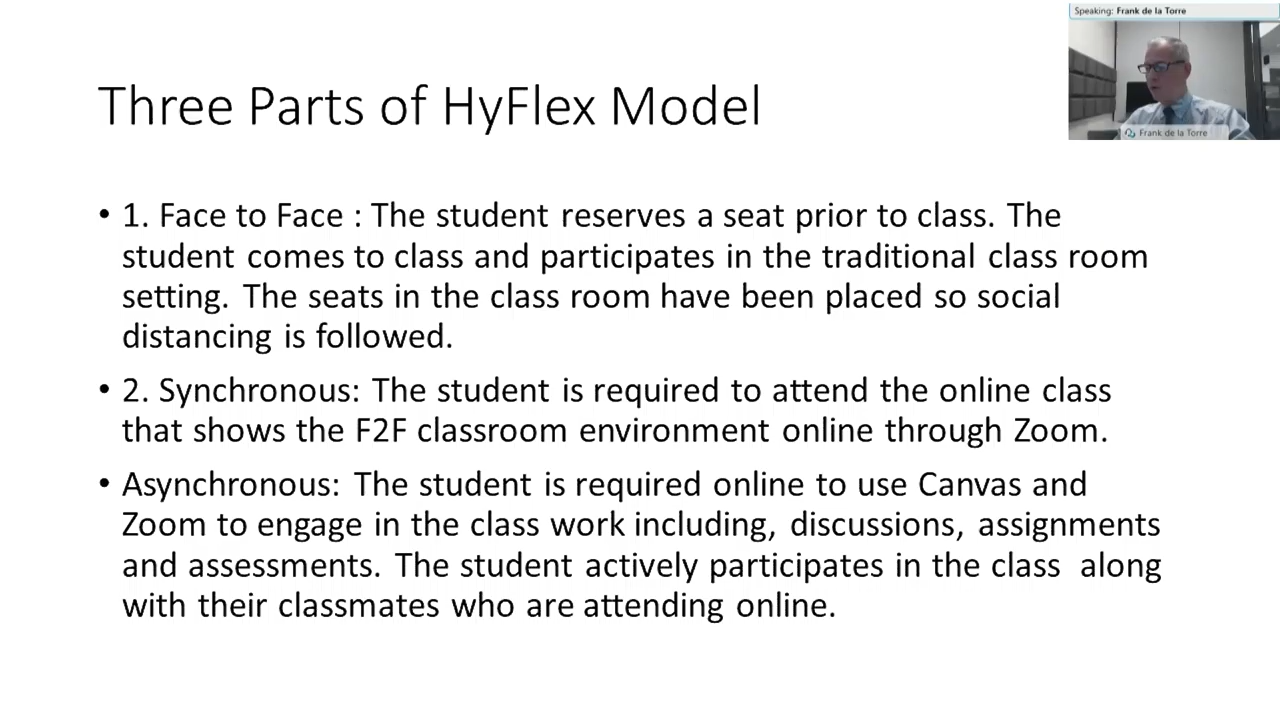 Speaking: Frank de la Torre
Frank de la Torre
Three Parts of HyFlex Model
• 1. Face to Face : The student reserves a seat prior to class. The
student comes to class and participates in the traditional class room
setting. The seats in the class room have been placed so social
distancing is followed.
• 2. Synchronous: The student is required to attend the online class
that shows the F2F classroom environment online through Zoom.
• Asynchronous: The student is required online to use Canvas and
Zoom to engage in the class work including, discussions, assignments
and assessments. The student actively participates in the class along
with their classmates who are attending online.